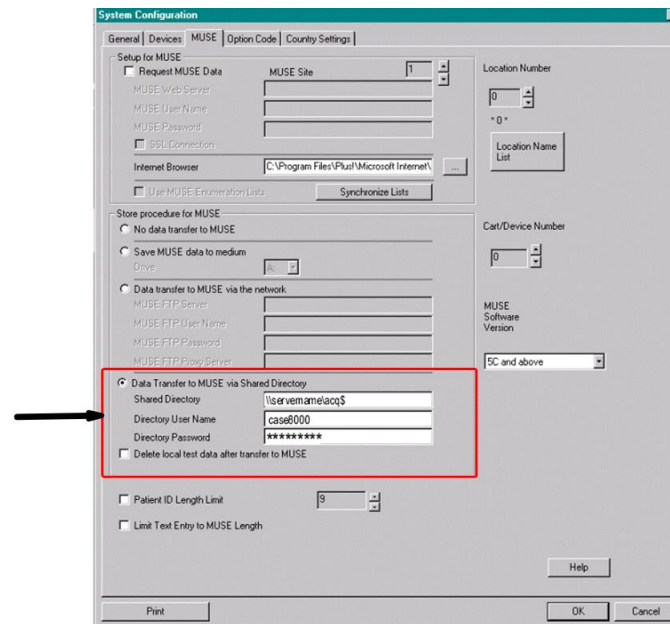 System Configuration
General | Devices | MUSE | Option Code | Country Settings
Setup for MUSE
Request MUSE Data MUSE Site 1
MUSE Web Server
MUSE User Name
MUSE Password
SSL Connection
Internet Browser C:\Program Files\Plus!\Microsoft Internet\ ...
Use MUSE Enumeration Lists Synchronize Lists
Location Number
0
* 0 *
Location Name
List
Store procedure for MUSE
No data transfer to MUSE
Save MUSE data to medium
Drive A:
Data transfer to MUSE via the network
MUSE FTP Server
MUSE FTP User Name
MUSE FTP Password
MUSE FTP Proxy Server
Cart/Device Number
0
MUSE
Software
Version
5C and above
Data Transfer to MUSE via Shared Directory
Shared Directory \\servername\acq$
Directory User Name case8000
Directory Password *********
Delete local test data after transfer to MUSE
Patient ID Length Limit 9
Limit Text Entry to MUSE Length
Help
Print OK Cancel